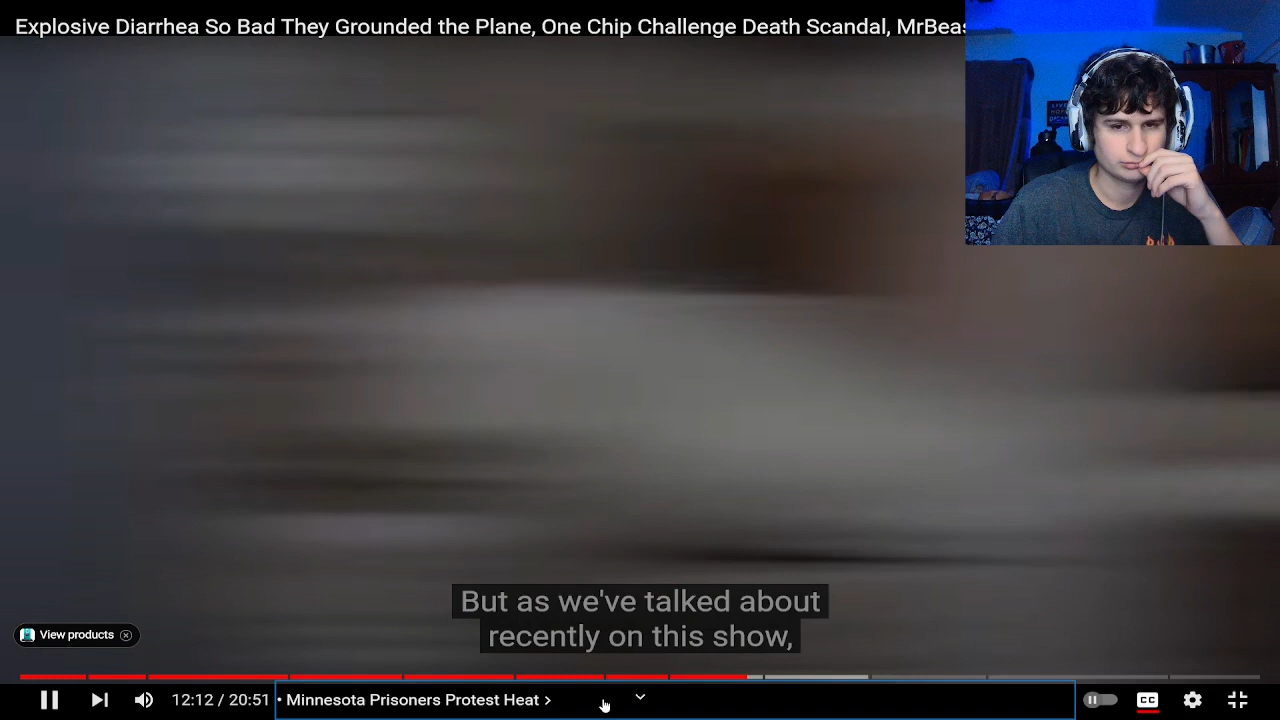 Explosive Diarrhea So Bad They Grounded the Plane, One Chip Challenge Death Scandal, MrBeas
But as we've talked about
recently on this show,
View products
12:12 / 20:51 • Minnesota Prisoners Protest Heat >
CC